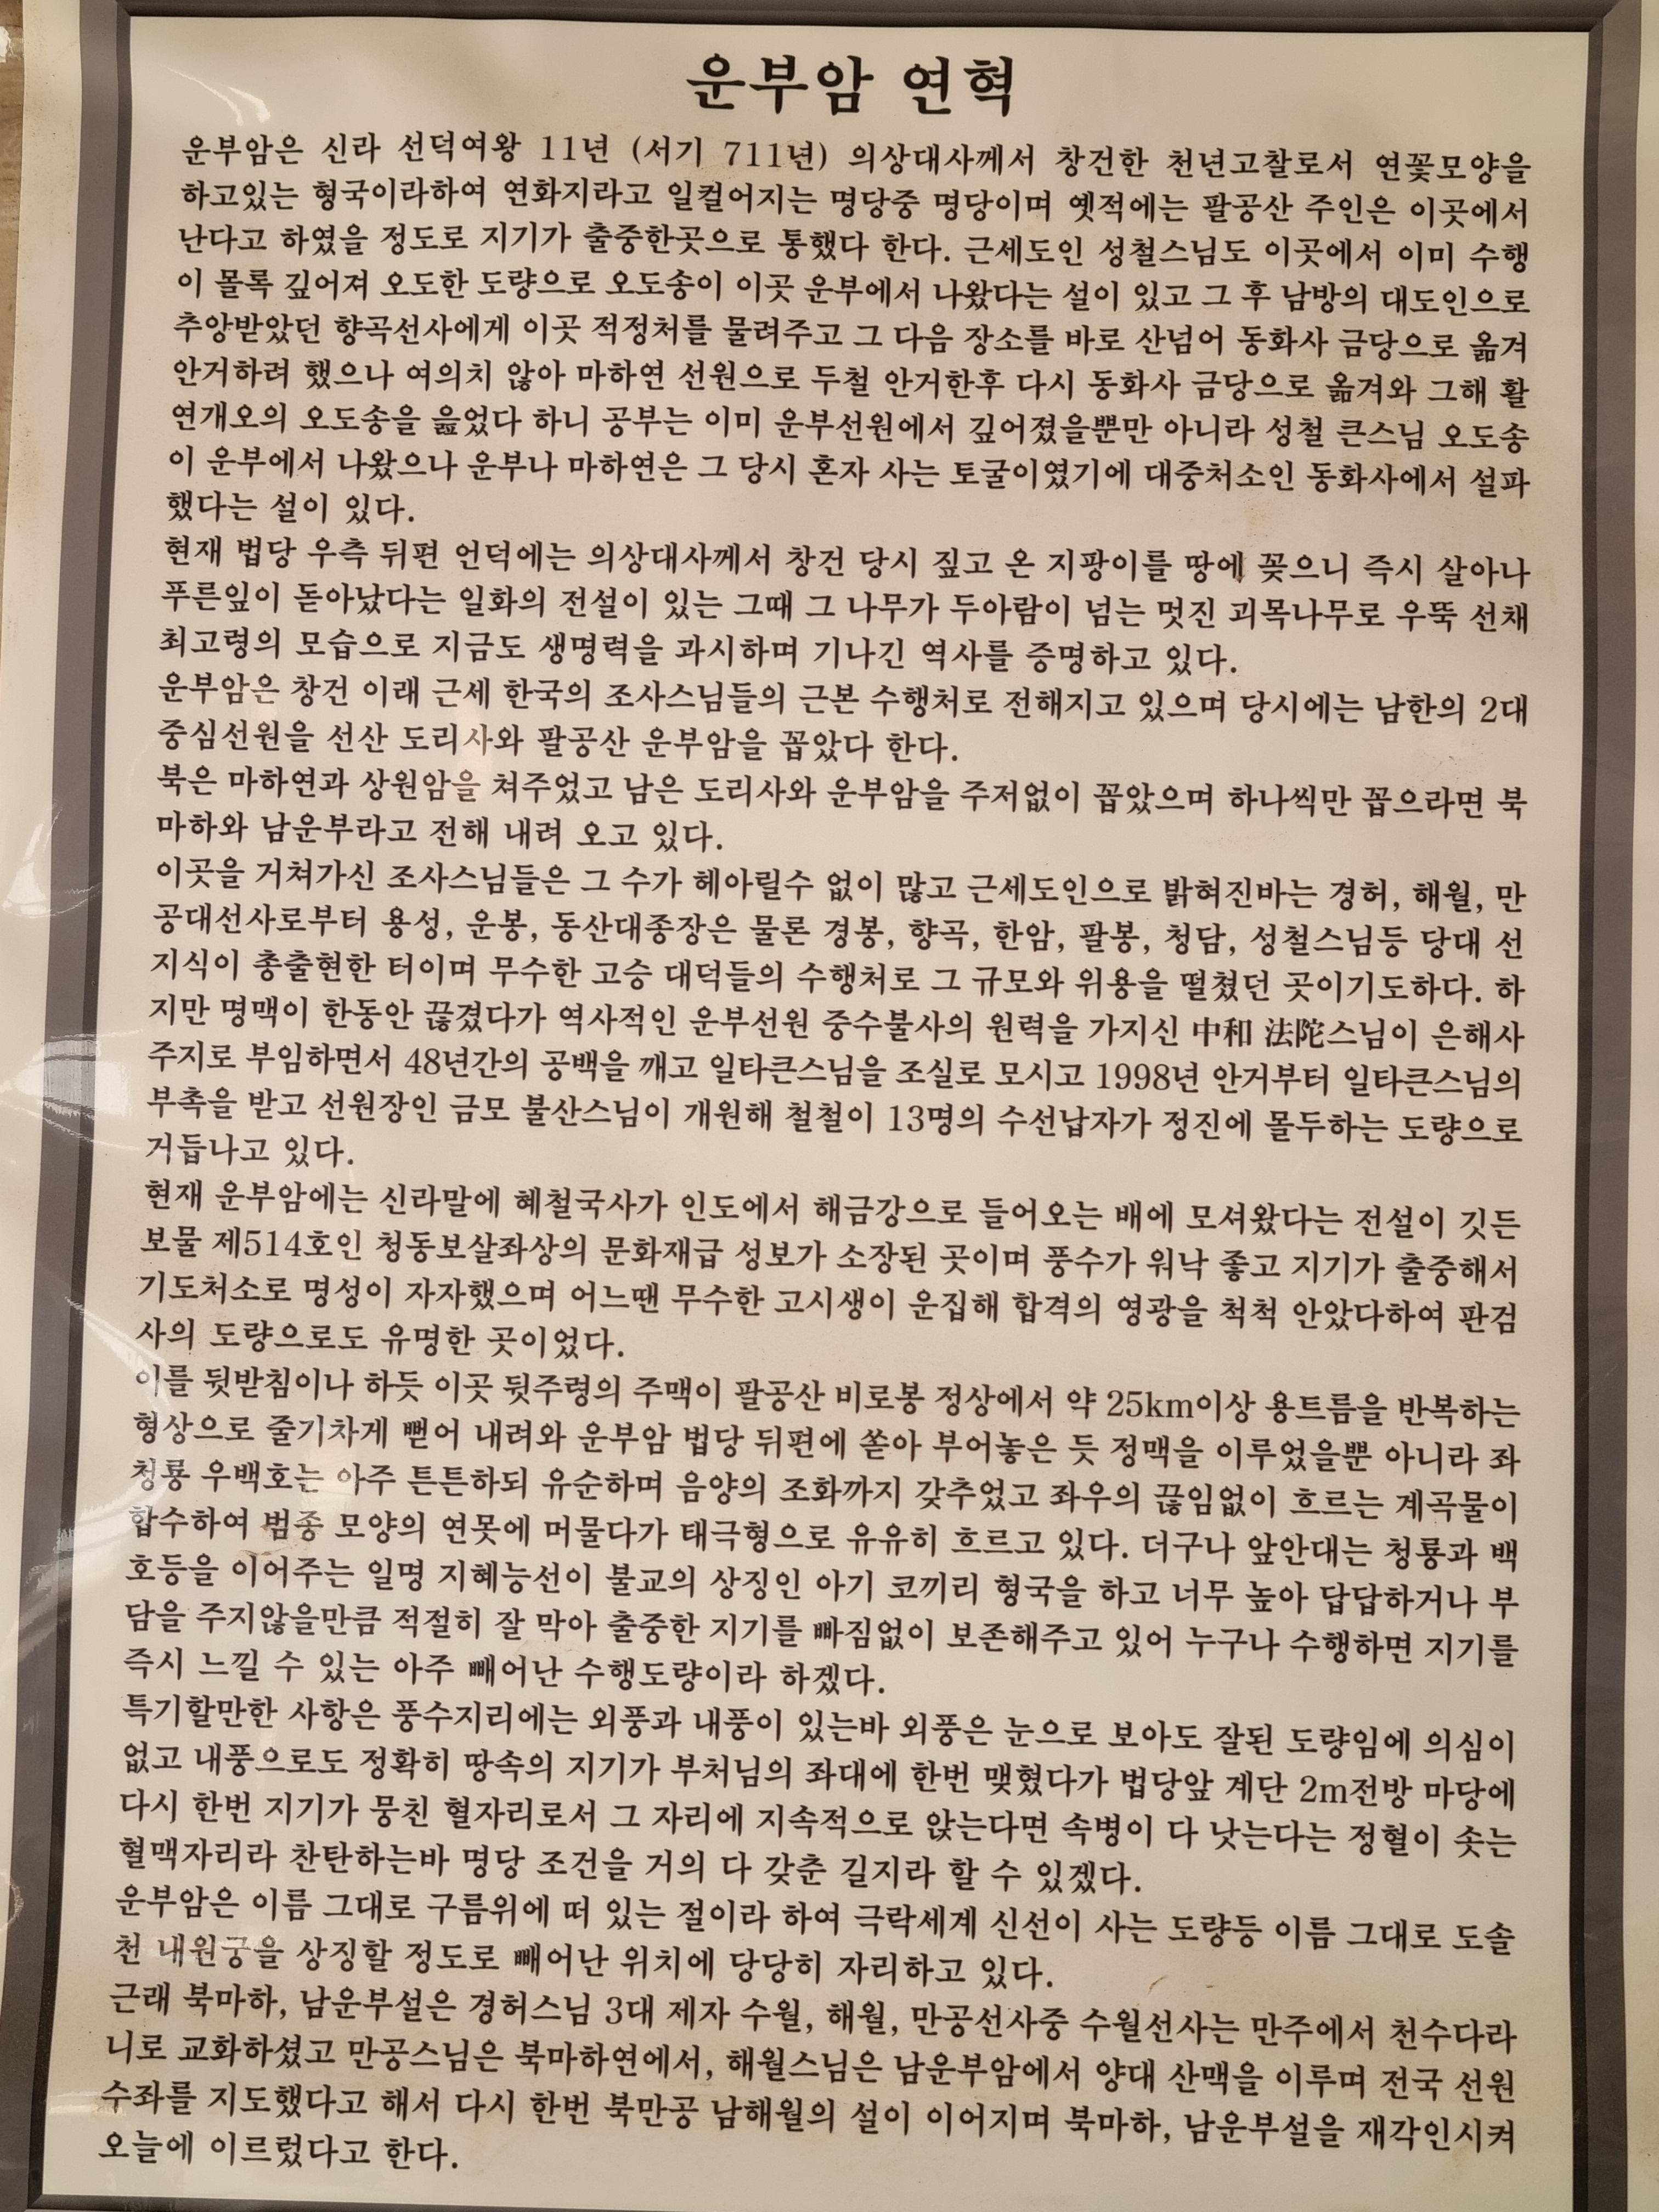 운부암 연혁
운부암은 신라 선덕여왕 11년 (서기 711년) 의상대사께서 창건한 천년고찰로서 연꽃모양을
하고있는 형국이라하여 연화지라고 일컬어지는 명당중 명당이며 옛적에는 팔공산 주인은 이곳에서
난다고 하였을 정도로 지기가 출중한곳으로 통했다 한다. 근세도인 성철스님도 이곳에서 이미 수행
이 몰록 깊어져 오도한 도량으로 오도송이 이곳 운부에서 나왔다는 설이 있고 그 후 남방의 대도인으로
추앙받았던 향곡선사에게 이곳 적정처를 물려주고 그 다음 장소를 바로 산넘어 동화사 금당으로 옮겨
안거하려 했으나 여의치 않아 마하연 선원으로 두철 안거한후 다시 동화사 금당으로 옮겨와 그해 활
연개오의 오도송을 읊었다 하니 공부는 이미 운부선원에서 깊어졌을뿐만 아니라 성철 큰스님 오도송
이 운부에서 나왔으나 운부나 마하연은 그 당시 혼자 사는 토굴이였기에 대중처소인 동화사에서 설파
했다는 설이 있다.
현재 법당 우측 뒤편 언덕에는 의상대사께서 창건 당시 짚고 온 지팡이를 땅에 꽂으니 즉시 살아나
푸른잎이 돋아났다는 일화의 전설이 있는 그때 그 나무가 두아람이 넘는 멋진 괴목나무로 우뚝 선채
최고령의 모습으로 지금도 생명력을 과시하며 기나긴 역사를 증명하고 있다.
운부암은 창건 이래 근세 한국의 조사스님들의 근본 수행처로 전해지고 있으며 당시에는 남한의 2대
중심선원을 선산 도리사와 팔공산 운부암을 꼽았다 한다.
북은 마하연과 상원암을 쳐주었고 남은 도리사와 운부암을 주저없이 꼽았으며 하나씩만 꼽으라면 북
마하와 남운부라고 전해 내려 오고 있다.
이곳을 거쳐가신 조사스님들은 그 수가 헤아릴수 없이 많고 근세도인으로 밝혀진바는 경허, 해월, 만
공대선사로부터 용성, 운봉, 동산대종장은 물론 경봉, 향곡, 한암, 팔봉, 청담, 성철스님등 당대 선
지식이 총출현한 터이며 무수한 고승 대덕들의 수행처로 그 규모와 위용을 떨쳤던 곳이기도하다. 하
지만 명맥이 한동안 끊겼다가 역사적인 운부선원 중수불사의 원력을 가지신 中和 法陀스님이 은해사
주지로 부임하면서 48년간의 공백을 깨고 일타큰스님을 조실로 모시고 1998년 안거부터 일타큰스님의
부촉을 받고 선원장인 금모 불산스님이 개원해 철철이 13명의 수선납자가 정진에 몰두하는 도량으로
거듭나고 있다.
현재 운부암에는 신라말에 혜철국사가 인도에서 해금강으로 들어오는 배에 모셔왔다는 전설이 깃든
보물 제514호인 청동보살좌상의 문화재급 성보가 소장된 곳이며 풍수가 워낙 좋고 지기가 출중해서
기도처소로 명성이 자자했으며 어느땐 무수한 고시생이 운집해 합격의 영광을 척척 안았다하여 판검
사의 도량으로도 유명한 곳이었다.
이를 뒷받침이나 하듯 이곳 뒷주령의 주맥이 팔공산 비로봉 정상에서 약 25km이상 용트름을 반복하는
형상으로 줄기차게 뻗어 내려와 운부암 법당 뒤편에 쏟아 부어놓은 듯 정맥을 이루었을뿐 아니라 좌
청룡 우백호는 아주 튼튼하되 유순하며 음양의 조화까지 갖추었고 좌우의 끊임없이 흐르는 계곡물이
합수하여 범종 모양의 연못에 머물다가 태극형으로 유유히 흐르고 있다. 더구나 앞안대는 청룡과 백
호등을 이어주는 일명 지혜능선이 불교의 상징인 아기 코끼리 형국을 하고 너무 높아 답답하거나 부
담을 주지않을만큼 적절히 잘 막아 출중한 지기를 빠짐없이 보존해주고 있어 누구나 수행하면 지기를
즉시 느낄 수 있는 아주 빼어난 수행도량이라 하겠다.
특기할만한 사항은 풍수지리에는 외풍과 내풍이 있는바 외풍은 눈으로 보아도 잘된 도량임에 의심이
없고 내풍으로도 정확히 땅속의 지기가 부처님의 좌대에 한번 맺혔다가 법당앞 계단 2m전방 마당에
다시 한번 지기가 뭉친 혈자리로서 그 자리에 지속적으로 앉는다면 속병이 다 낫는다는 정혈이 솟는
혈맥자리라 찬탄하는바 명당 조건을 거의 다 갖춘 길지라 할 수 있겠다.
운부암은 이름 그대로 구름위에 떠 있는 절이라 하여 극락세계 신선이 사는 도량등 이름 그대로 도솔
천 내원궁을 상징할 정도로 빼어난 위치에 당당히 자리하고 있다.
근래 북마하, 남운부설은 경허스님 3대 제자 수월, 해월, 만공선사중 수월선사는 만주에서 천수다라
니로 교화하셨고 만공스님은 북마하연에서, 해월스님은 남운부암에서 양대 산맥을 이루며 전국 선원
수좌를 지도했다고 해서 다시 한번 북만공 남해월의 설이 이어지며 북마하, 남운부설을 재각인시켜
오늘에 이르렀다고 한다.